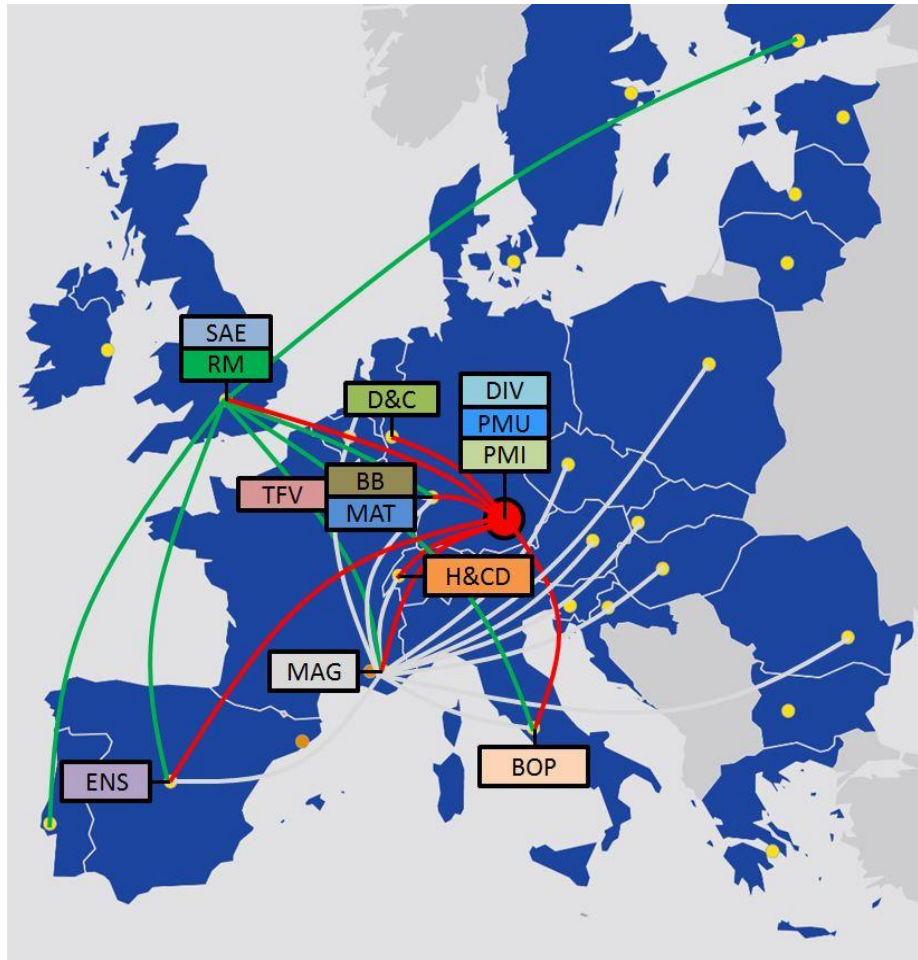 SAE
RM
D&C
DIV
PMU
PMI
TFV
BB
MAT
H&CD
MAG
ENS
BOP